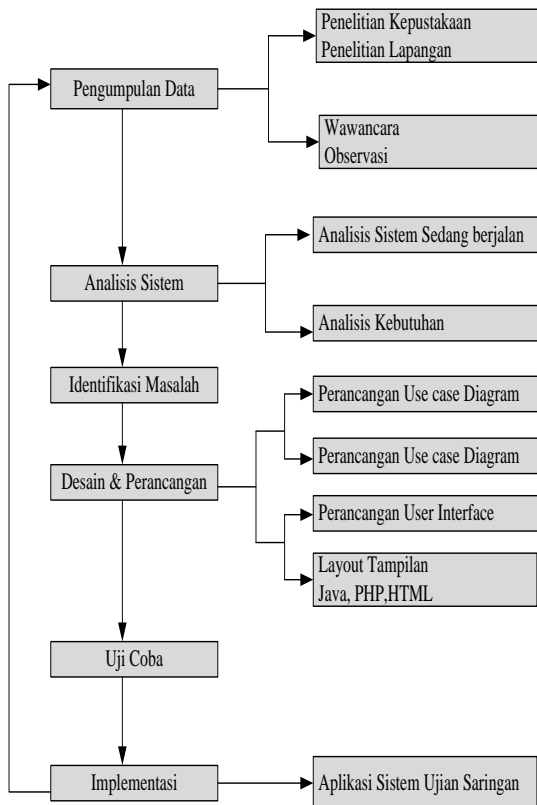 Penelitian Kepustakaan
Penelitian Lapangan
Pengumpulan Data
Wawancara
Observasi
Analisis Sistem Sedang berjalan
Analisis Sistem
Analisis Kebutuhan
Identifikasi Masalah
Perancangan Use case Diagram
Perancangan Use case Diagram
Desain & Perancangan
Perancangan User Interface
Layout Tampilan
Java, PHP,HTML
Uji Coba
Implementasi
Aplikasi Sistem Ujian Saringan